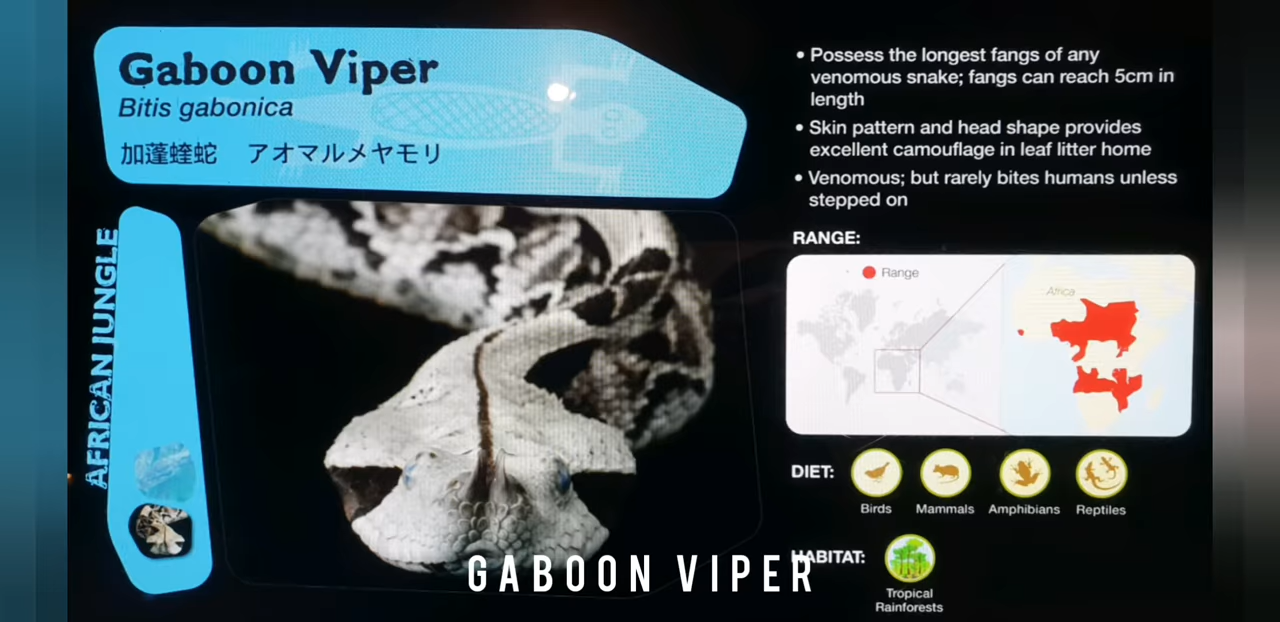 Gaboon Viper
Bitis gabonica
加蓬蝰蛇 アオマルメヤモリ
AFRICAN JUNGLE
• Possess the longest fangs of any
venomous snake; fangs can reach 5cm in
length
• Skin pattern and head shape provides
excellent camouflage in leaf litter home
• Venomous; but rarely bites humans unless
stepped on
RANGE:
Range
Africa
DIET:
Birds Mammals Amphibians Reptiles
HABITAT:
Tropical
Rainforests
GABOON VIPER